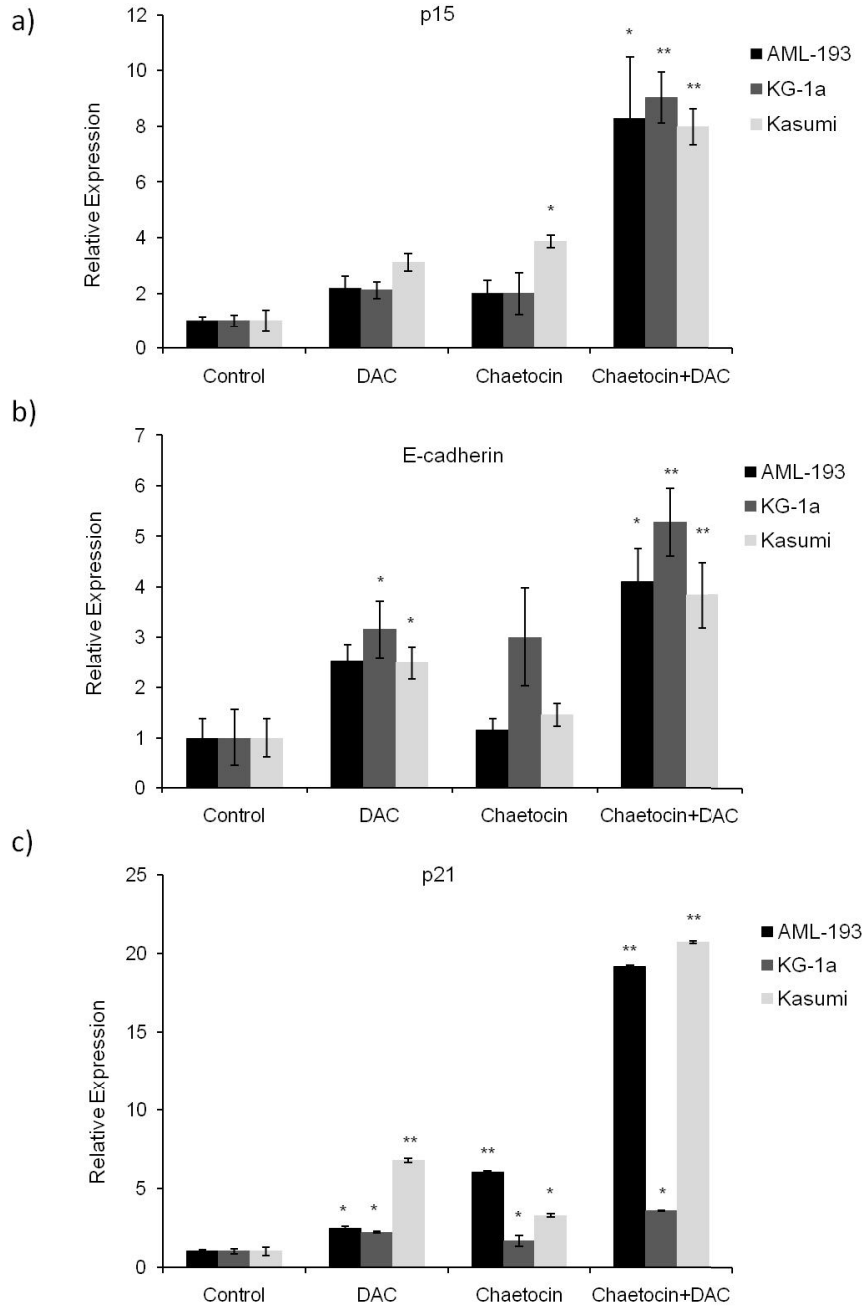 a)
p15
Relative Expression
12
10
8
6
4
2
0
* ** **
*
Control DAC Chaetocin Chaetocin+DAC
AML-193
KG-1a
Kasumi
b)
E-cadherin
Relative Expression
7
6
5
4
3
2
1
0
* *
* ** **
Control DAC Chaetocin Chaetocin+DAC
AML-193
KG-1a
Kasumi
c)
p21
Relative Expression
25
20
15
10
5
0
* * **
** * *
** * **
Control DAC Chaetocin Chaetocin+DAC
AML-193
KG-1a
Kasumi